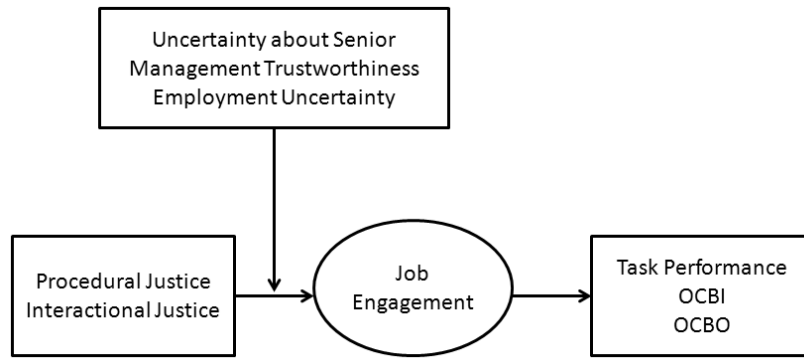 Uncertainty about Senior
Management Trustworthiness
Employment Uncertainty
Procedural Justice
Interactional Justice
Job
Engagement
Task Performance
OCBI
OCBO